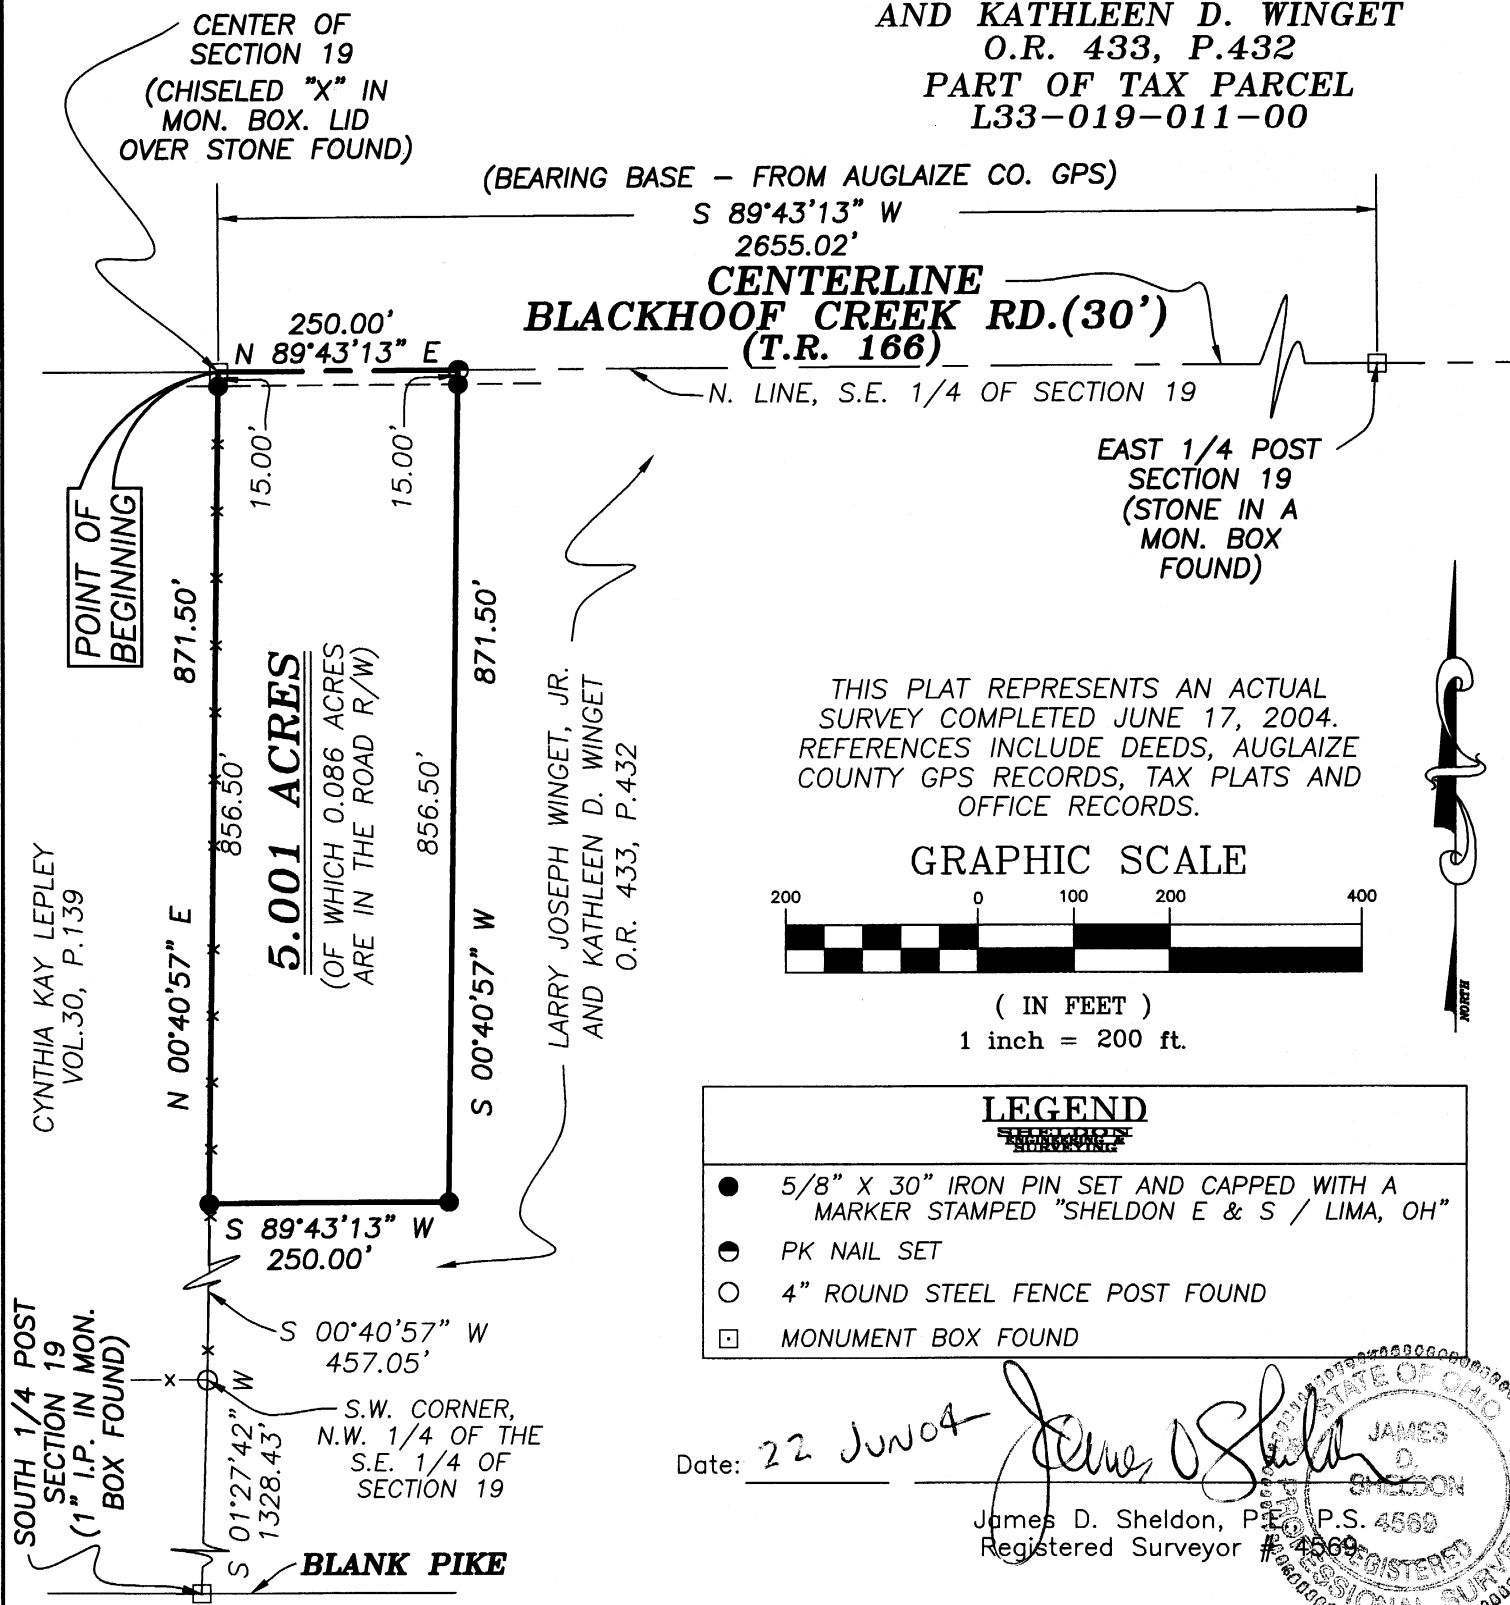 CENTER OF
SECTION 19
(CHISELED "X" IN
MON. BOX. LID
OVER STONE FOUND)
AND KATHLEEN D. WINGET
O.R. 433, P.432
PART OF TAX PARCEL
L33-019-011-00
(BEARING BASE - FROM AUGLAIZE CO. GPS)
S 89°43'13" W
2655.02'
CENTERLINE
BLACKHOOF CREEK RD.(30')
(T.R. 166)
250.00'
N 89°43'13" E
N. LINE, S.E. 1/4 OF SECTION 19
15.00'
15.00'
EAST 1/4 POST
SECTION 19
(STONE IN A
MON. BOX
FOUND)
POINT OF
BEGINNING
871.50'
871.50'
856.50'
856.50'
5.001 ACRES
(OF WHICH 0.086 ACRES
ARE IN THE ROAD R/W)
N 00°40'57" E
S 00°40'57" W
CYNTHIA KAY LEPLEY
VOL.30, P.139
LARRY JOSEPH WINGET, JR.
AND KATHLEEN D. WINGET
O.R. 433, P.432
THIS PLAT REPRESENTS AN ACTUAL
SURVEY COMPLETED JUNE 17, 2004.
REFERENCES INCLUDE DEEDS, AUGLAIZE
COUNTY GPS RECORDS, TAX PLATS AND
OFFICE RECORDS.
GRAPHIC SCALE
200 0 100 200 400
( IN FEET )
1 inch = 200 ft.
NORTH
LEGEND
SHELDON
ENGINEERING &
SURVEYING
5/8" X 30" IRON PIN SET AND CAPPED WITH A
MARKER STAMPED "SHELDON E & S / LIMA, OH"
PK NAIL SET
4" ROUND STEEL FENCE POST FOUND
MONUMENT BOX FOUND
S 89°43'13" W
250.00'
S 00°40'57" W
457.05'
S.W. CORNER,
N.W. 1/4 OF THE
S.E. 1/4 OF
SECTION 19
SOUTH 1/4 POST
SECTION 19
(1" I.P. IN MON.
BOX FOUND)
S 01°27'42" W
1328.43'
BLANK PIKE
Date: 22 JUN 04
James D Sheldon
James D. Sheldon, P.E., P.S.
Registered Surveyor # 4569
STATE OF OHIO
JAMES
D.
SHELDON
4569
REGISTERED